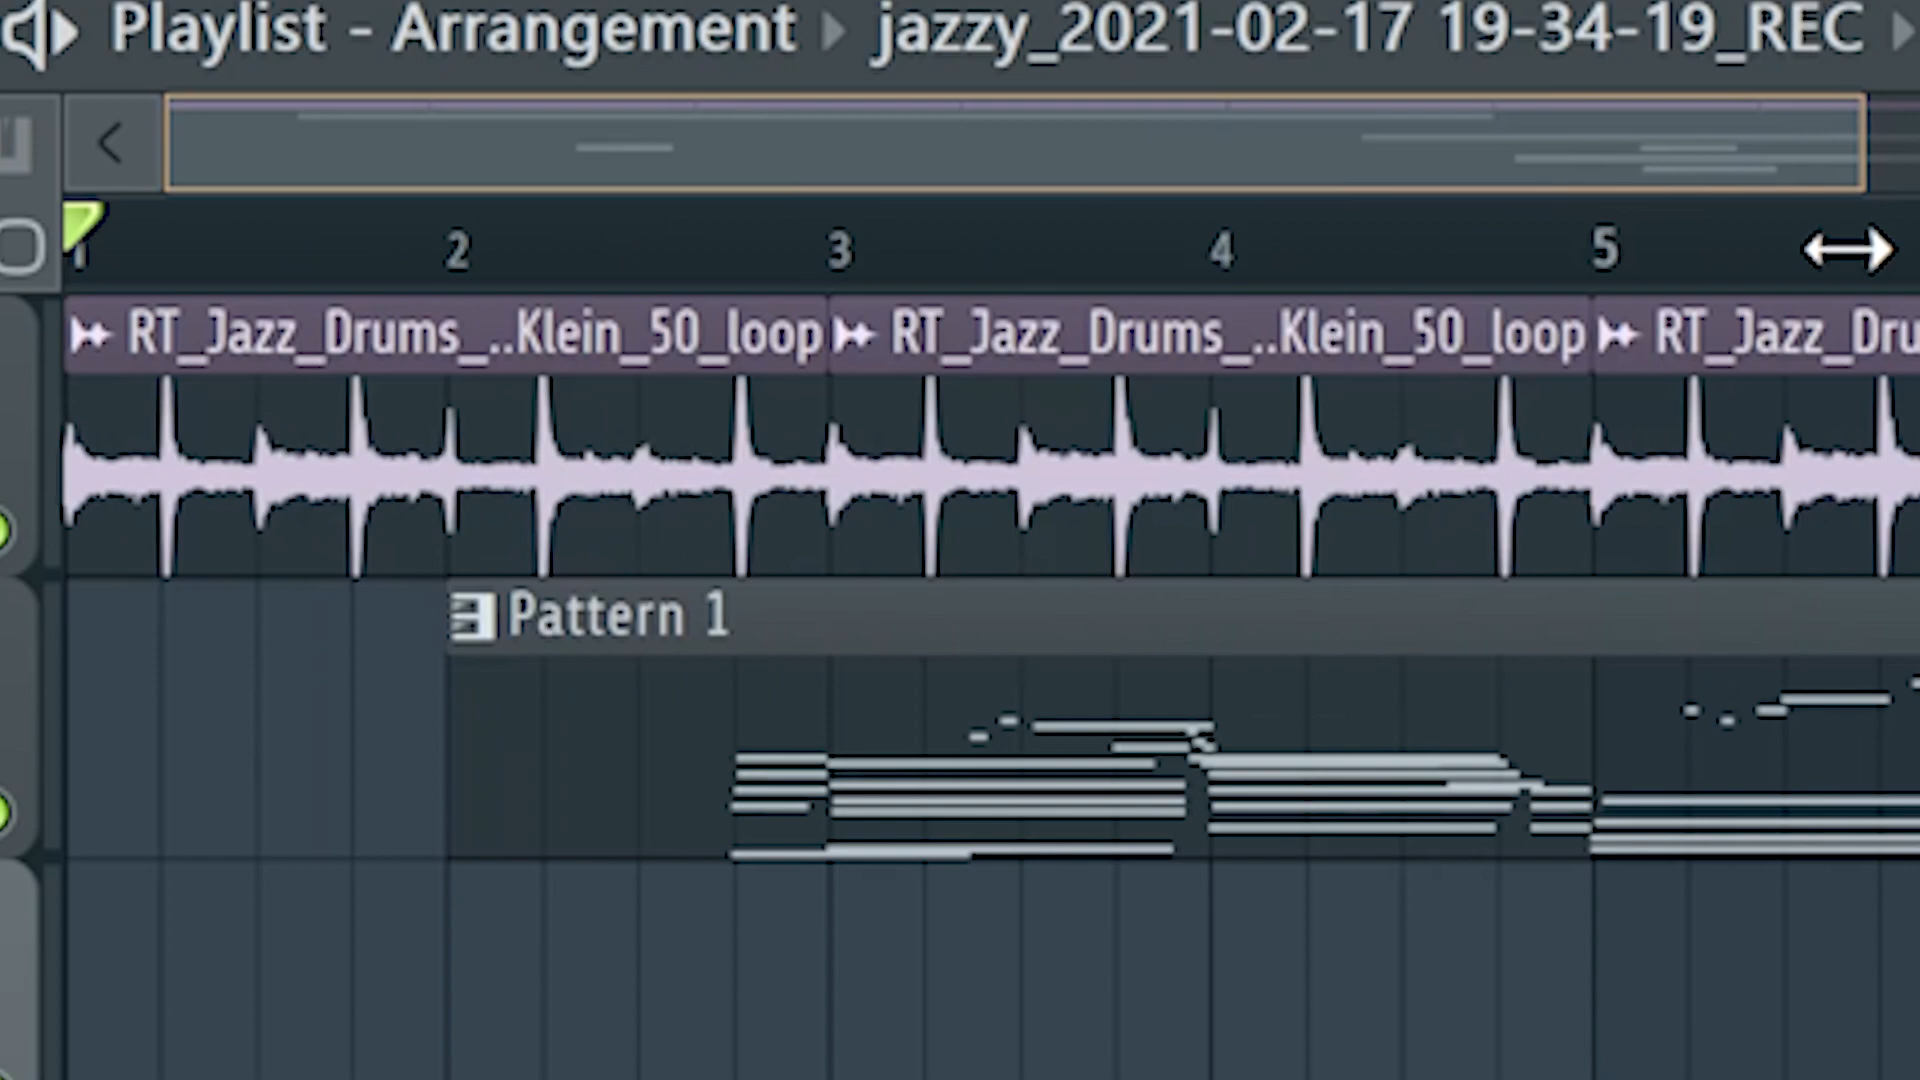 Playlist - Arrangement jazzy_2021-02-17 19-34-19_REC
1 2 3 4 5
RT_Jazz_Drums_..Klein_50_loop RT_Jazz_Drums_..Klein_50_loop RT_Jazz_Dru
Pattern 1